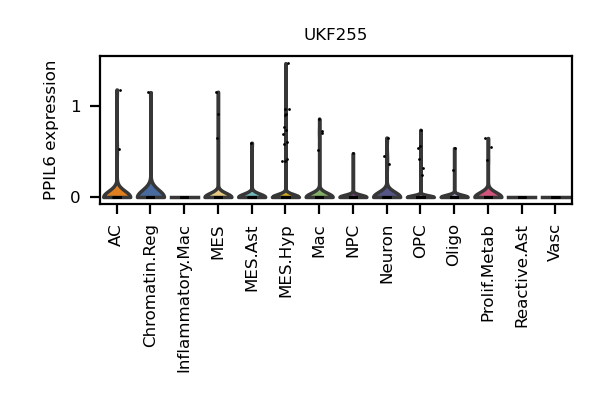 UKF255
PPIL6 expression
1
0
AC
Chromatin.Reg
Inflammatory.Mac
MES
MES.Ast
MES.Hyp
Mac
NPC
Neuron
OPC
Oligo
Prolif.Metab
Reactive.Ast
Vasc